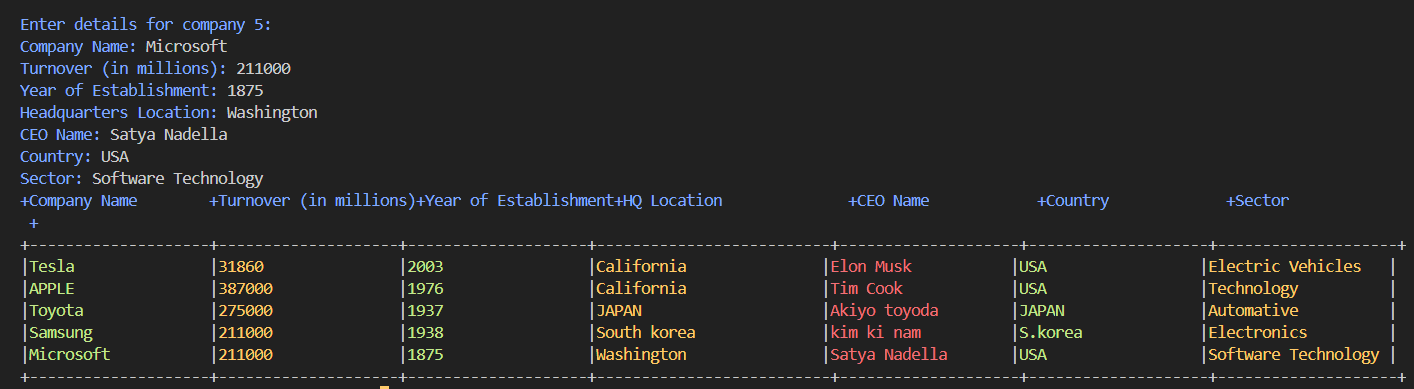 Enter details for company 5:
Company Name: Microsoft
Turnover (in millions): 211000
Year of Establishment: 1875
Headquarters Location: Washington
CEO Name: Satya Nadella
Country: USA
Sector: Software Technology
+Company Name        +Turnover (in millions)+Year of Establishment+HQ Location              +CEO Name            +Country             +Sector
 +
+--------------------+--------------------+--------------------+--------------------------+--------------------+--------------------+--------------------+
|Tesla               |31860               |2003                |California                |Elon Musk           |USA                 |Electric Vehicles   |
|APPLE               |387000              |1976                |California                |Tim Cook            |USA                 |Technology          |
|Toyota              |275000              |1937                |JAPAN                     |Akiyo toyoda        |JAPAN               |Automative          |
|Samsung             |211000              |1938                |South korea               |kim ki nam          |S.korea             |Electronics         |
|Microsoft           |211000              |1875                |Washington                |Satya Nadella       |USA                 |Software Technology |
+--------------------+--------------------+--------------------+--------------------------+--------------------+--------------------+--------------------+